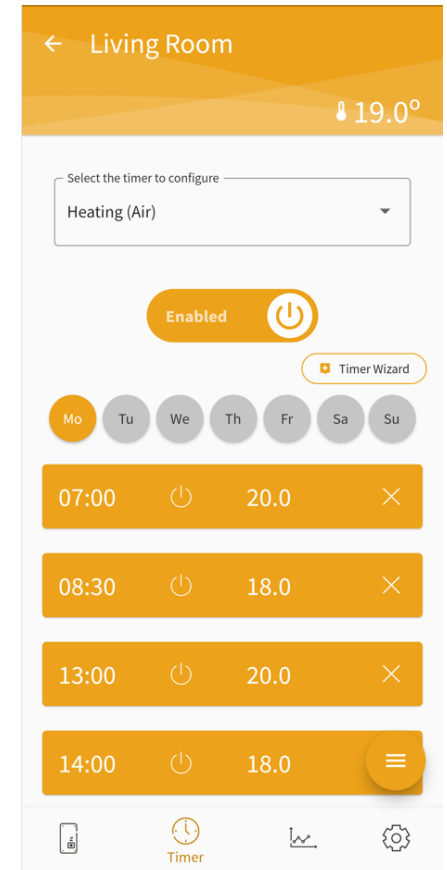 Living Room
19.0°
Select the timer to configure
Heating (Air)
Enabled
Timer Wizard
Mo Tu We Th Fr Sa Su
07:00 20.0
08:30 18.0
13:00 20.0
14:00 18.0
Timer